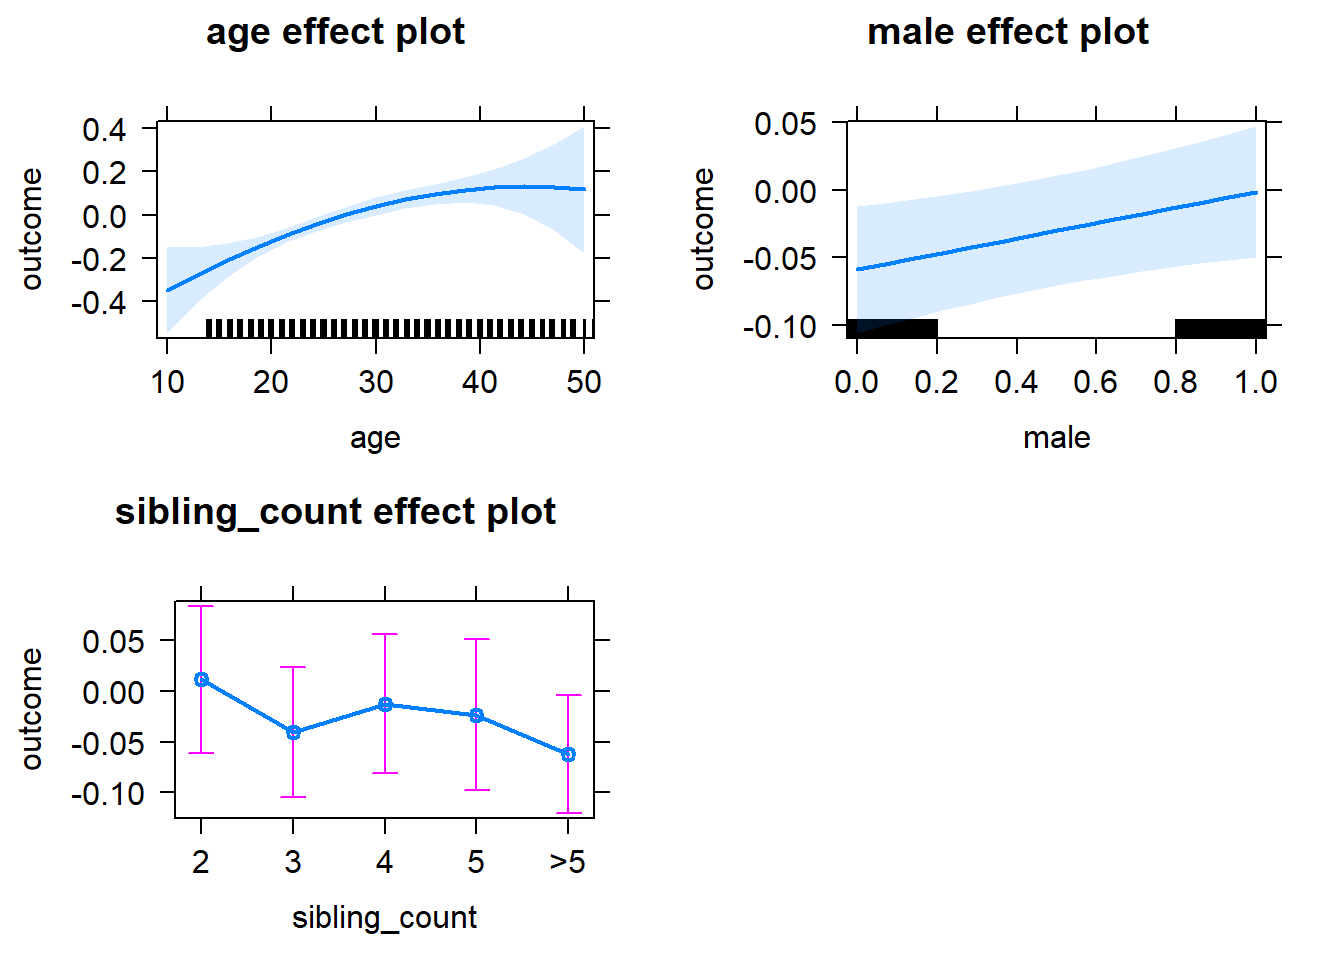 age effect plot
outcome
0.4
0.2
0.0
-0.2
-0.4
10 20 30 40 50
age
male effect plot
outcome
0.05
0.00
-0.05
-0.10
0.0 0.2 0.4 0.6 0.8 1.0
male
sibling_count effect plot
outcome
0.05
0.00
-0.05
-0.10
2 3 4 5 >5
sibling_count